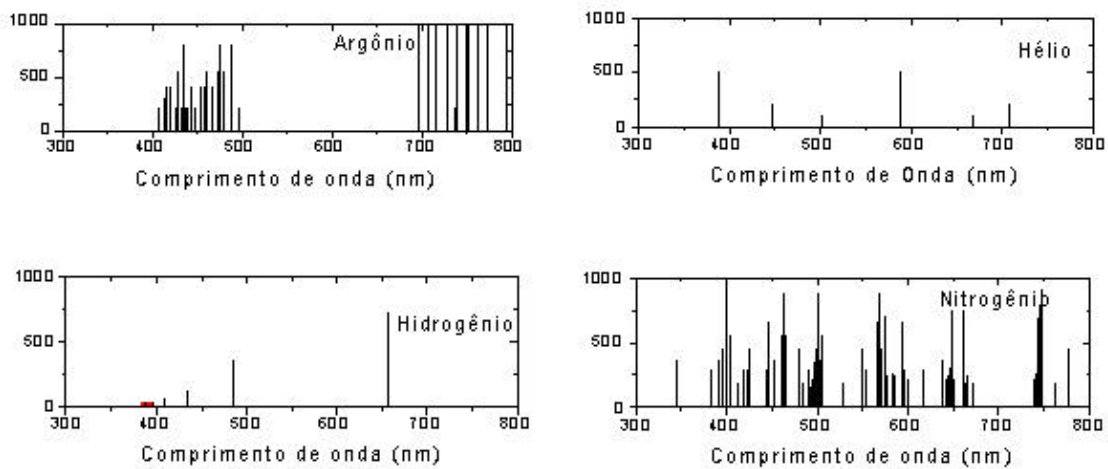 1000
Argônio
500
0
300 400 500 600 700 800
Comprimento de onda (nm)
1000
Hélio
500
0
300 400 500 600 700 800
Comprimento de Onda (nm)
1000
Hidrogênio
500
0
300 400 500 600 700 800
Comprimento de onda (nm)
1000
Nitrogênio
500
0
300 400 500 600 700 800
Comprimento de onda (nm)